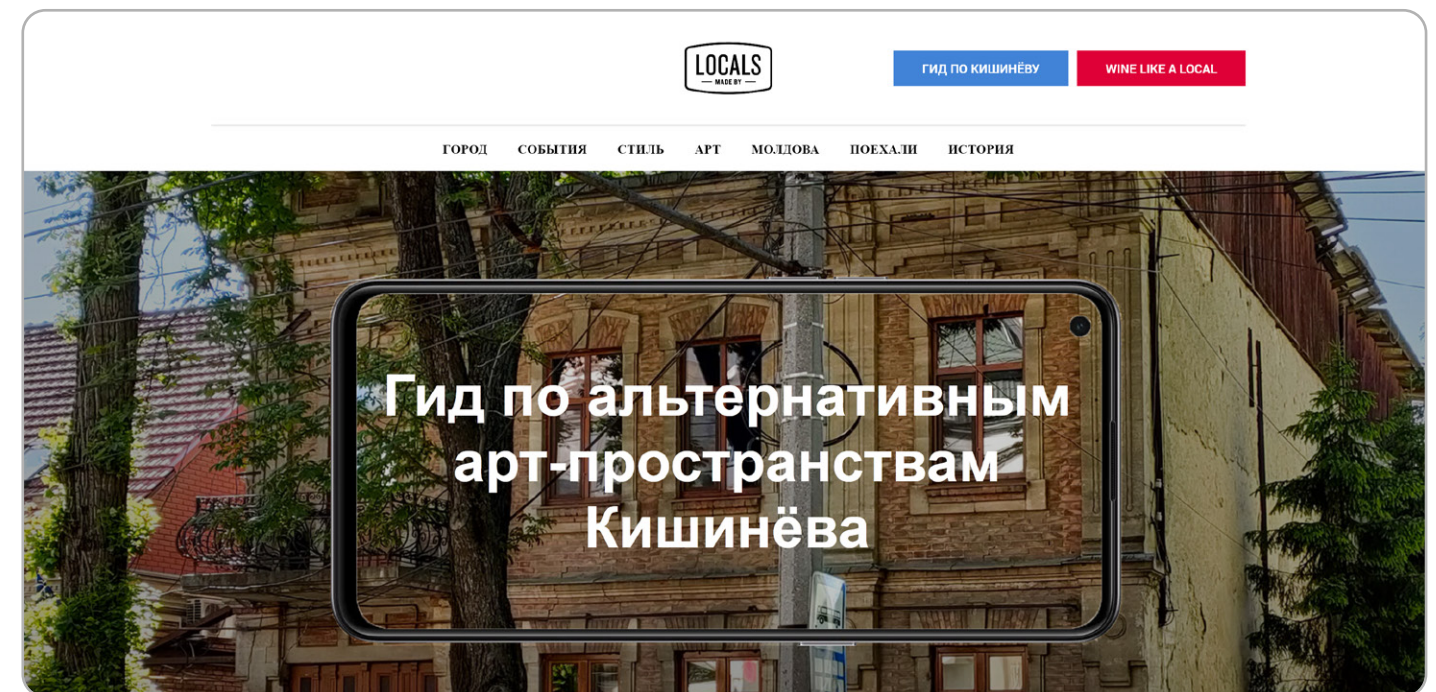 LOCALS
— MADE BY —
ГИД ПО КИШИНЁВУ
WINE LIKE A LOCAL
ГОРОД СОБЫТИЯ СТИЛЬ АРТ МОЛДОВА ПОЕХАЛИ ИСТОРИЯ
Гид по альтернативным
арт-пространствам
Кишинёва